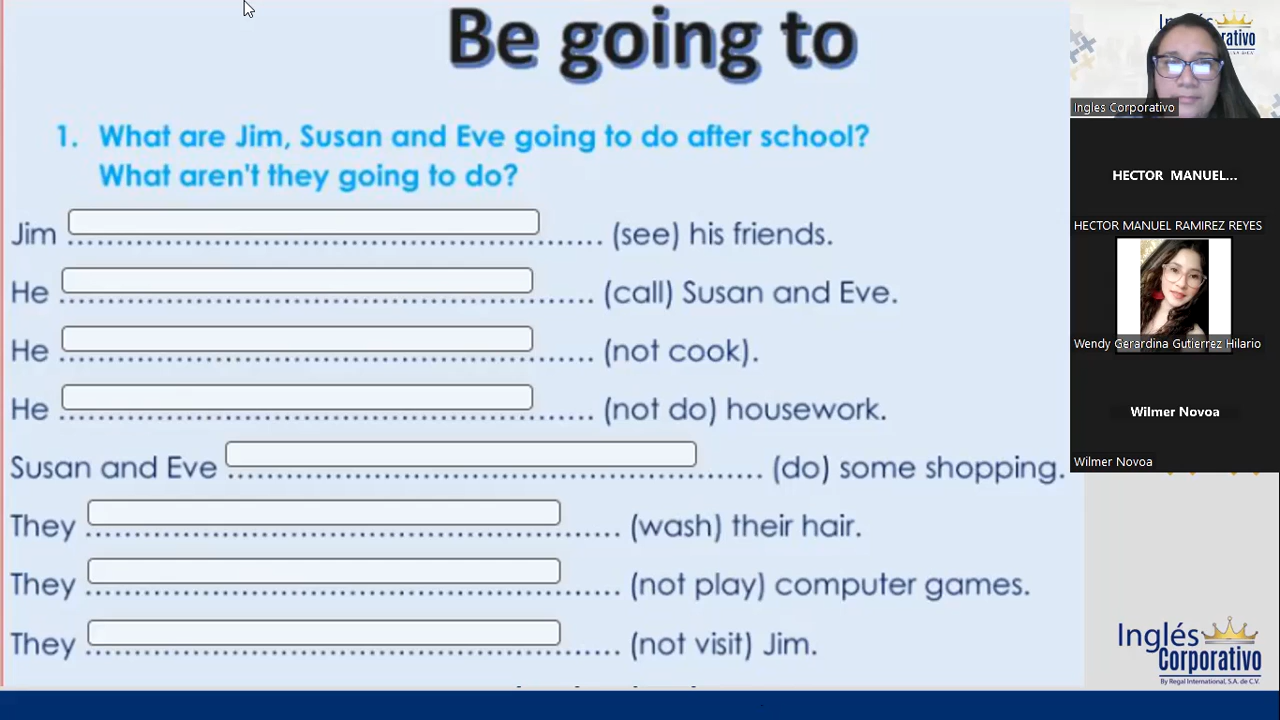 Be going to
1. What are Jim, Susan and Eve going to do after school?
What aren't they going to do?
Jim ............ (see) his friends.
He ............ (call) Susan and Eve.
He ............ (not cook).
He ............ (not do) housework.
Susan and Eve ............ (do) some shopping.
They ............ (wash) their hair.
They ............ (not play) computer games.
They ............ (not visit) Jim.
Ingles Corporativo
HECTOR MANUEL...
HECTOR MANUEL RAMIREZ REYES
Wendy Gerardina Gutierrez Hilario
Wilmer Novoa
Wilmer Novoa
Inglés
Corporativo
By Regal International, S.A. de C.V.